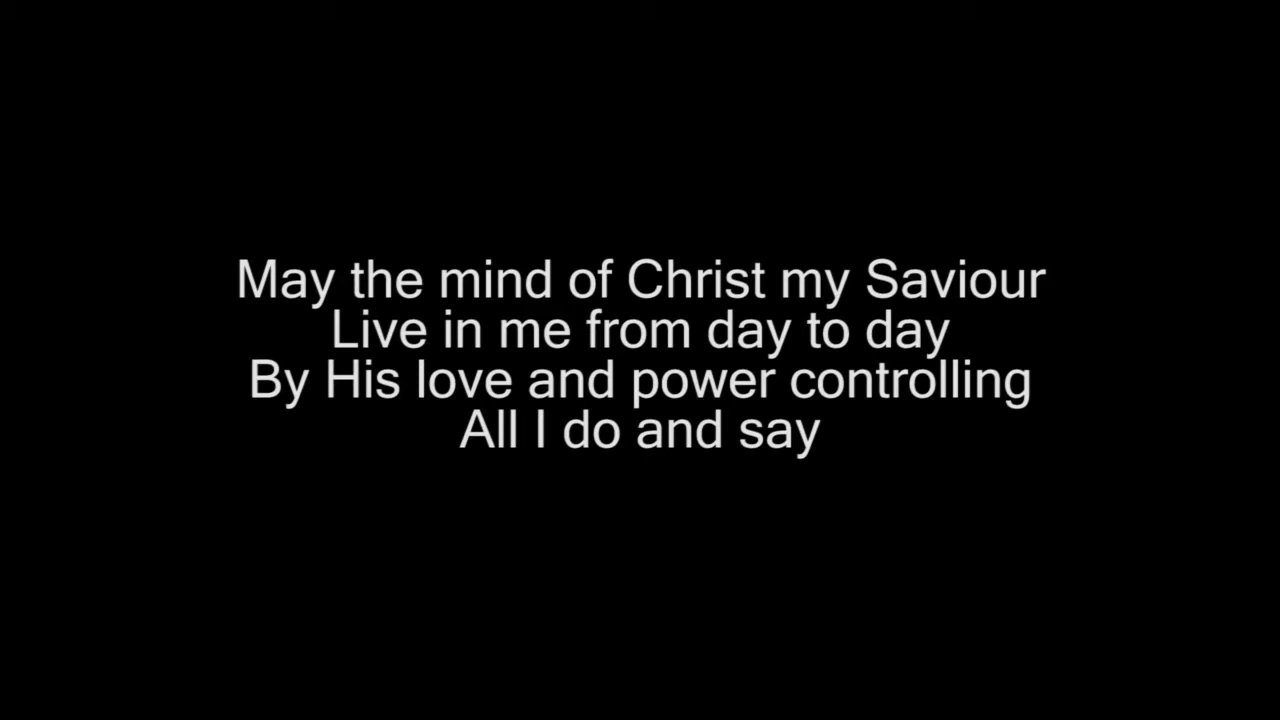 May the mind of Christ my Saviour
Live in me from day to day
By His love and power controlling
All I do and say